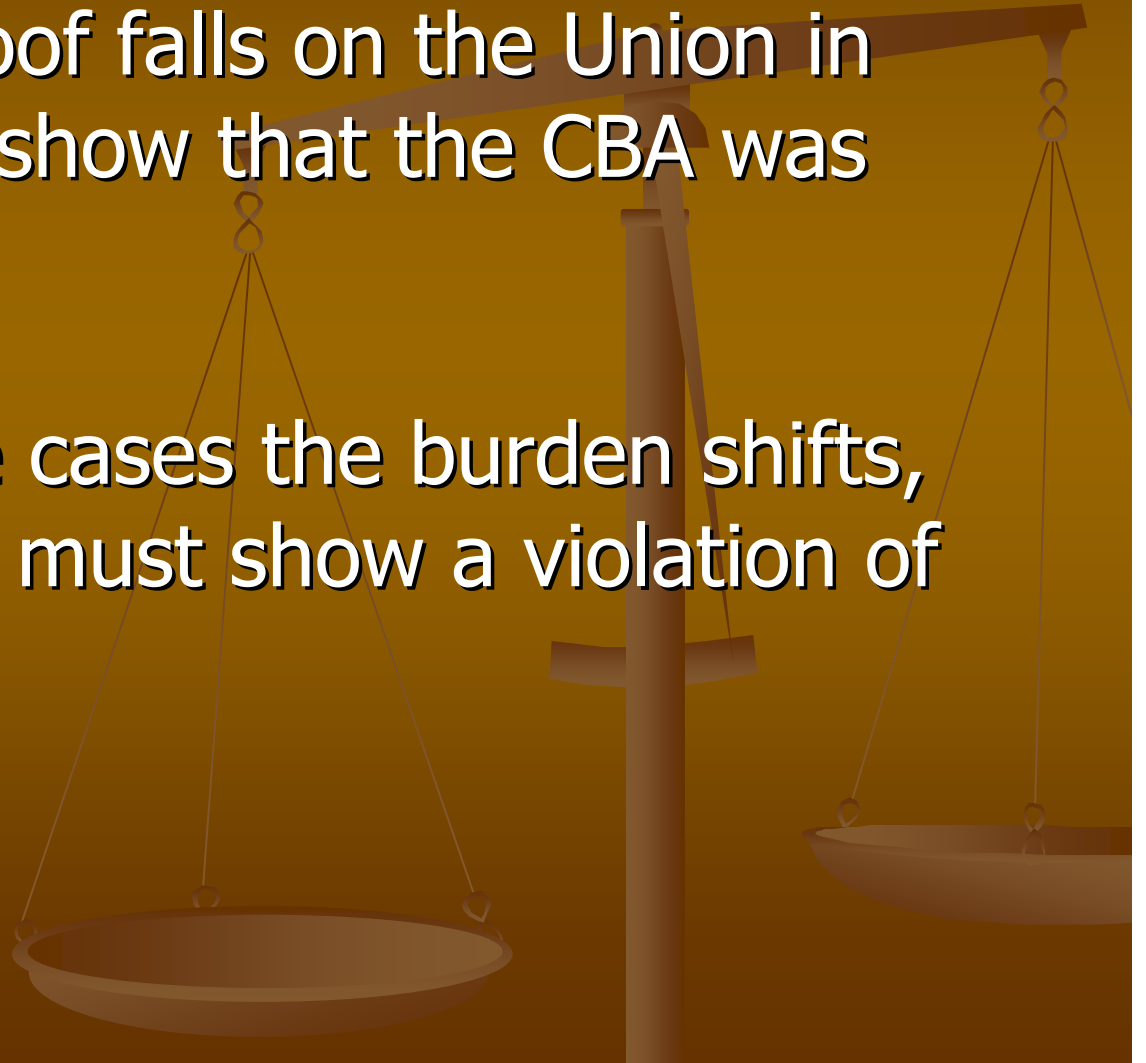 oof falls on the Union in
show that the CBA was
cases the burden shifts,
must show a violation of